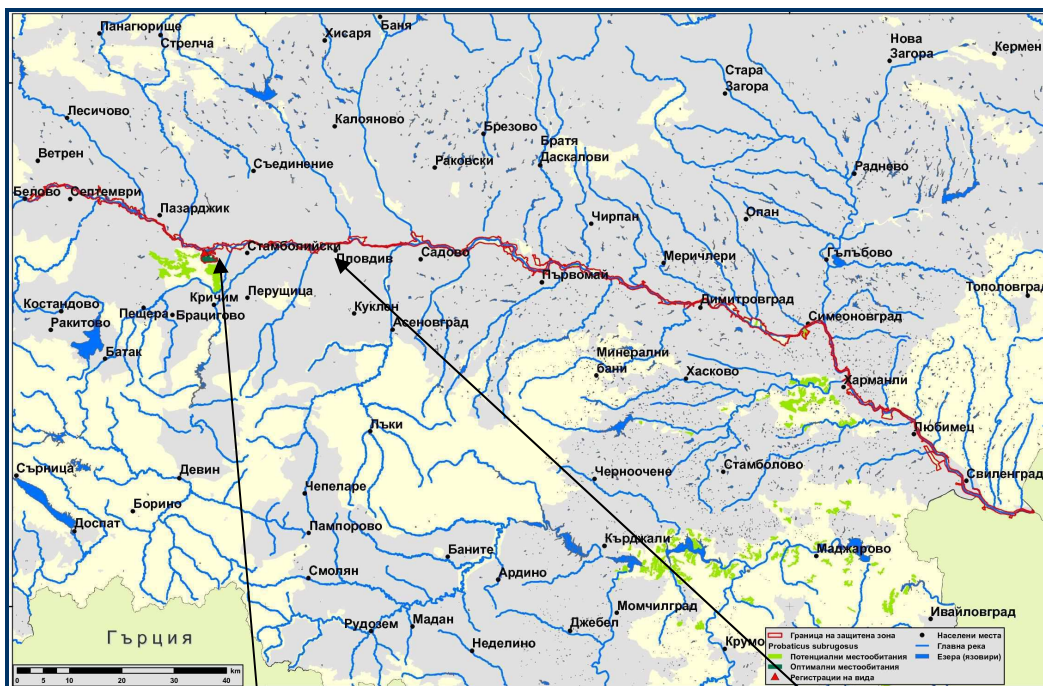 Панагюрище
Стрелча
Хисаря
Баня
Нова
Загора
Кермен
Стара
Загора
Лесичово
Калояново
Брезово
Братя
Даскалови
Ветрен
Съединение
Раковски
Раднево
Белово
Септември
Пазарджик
Чирпан
Опан
Стамболийски
Пловдив
Садово
Меричлери
Гълъбово
Първомай
Костандово
Кричим
Перущица
Куклен
Димитровград
Тополовград
Ракитово
Пещера
Брацигово
Асеновград
Симеоновград
Батак
Минерални
бани
Хасково
Харманли
Лъки
Любимец
Сърница
Девин
Чепеларе
Черноочене
Стамболово
Свиленград
Борино
Доспат
Пампорово
Баните
Кърджали
Маджарово
Смолян
Ардино
Момчилград
Ивайловград
Гърция
Рудозем
Мадан
Джебел
Неделино
Крумо
Граница на защитена зона
Населени места
Probaticus subrugosus
Главна река
Потенциални местообитания
Езера (язовири)
Оптимални местообитания
Регистрации на вида
km
0 5 10 20 30 40